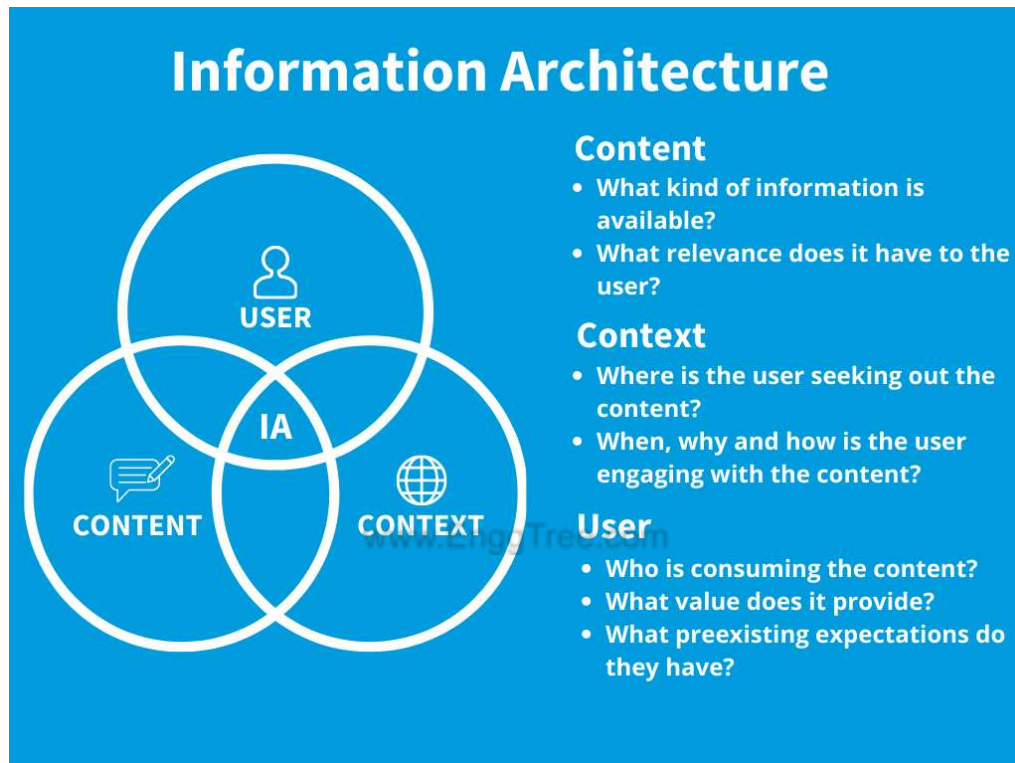 Information Architecture
USER
IA
CONTENT
CONTEXT
Content
• What kind of information is
available?
• What relevance does it have to the
user?
Context
• Where is the user seeking out the
content?
• When, why and how is the user
engaging with the content?
User
• Who is consuming the content?
• What value does it provide?
• What preexisting expectations do
they have?
www.EnggTree.com